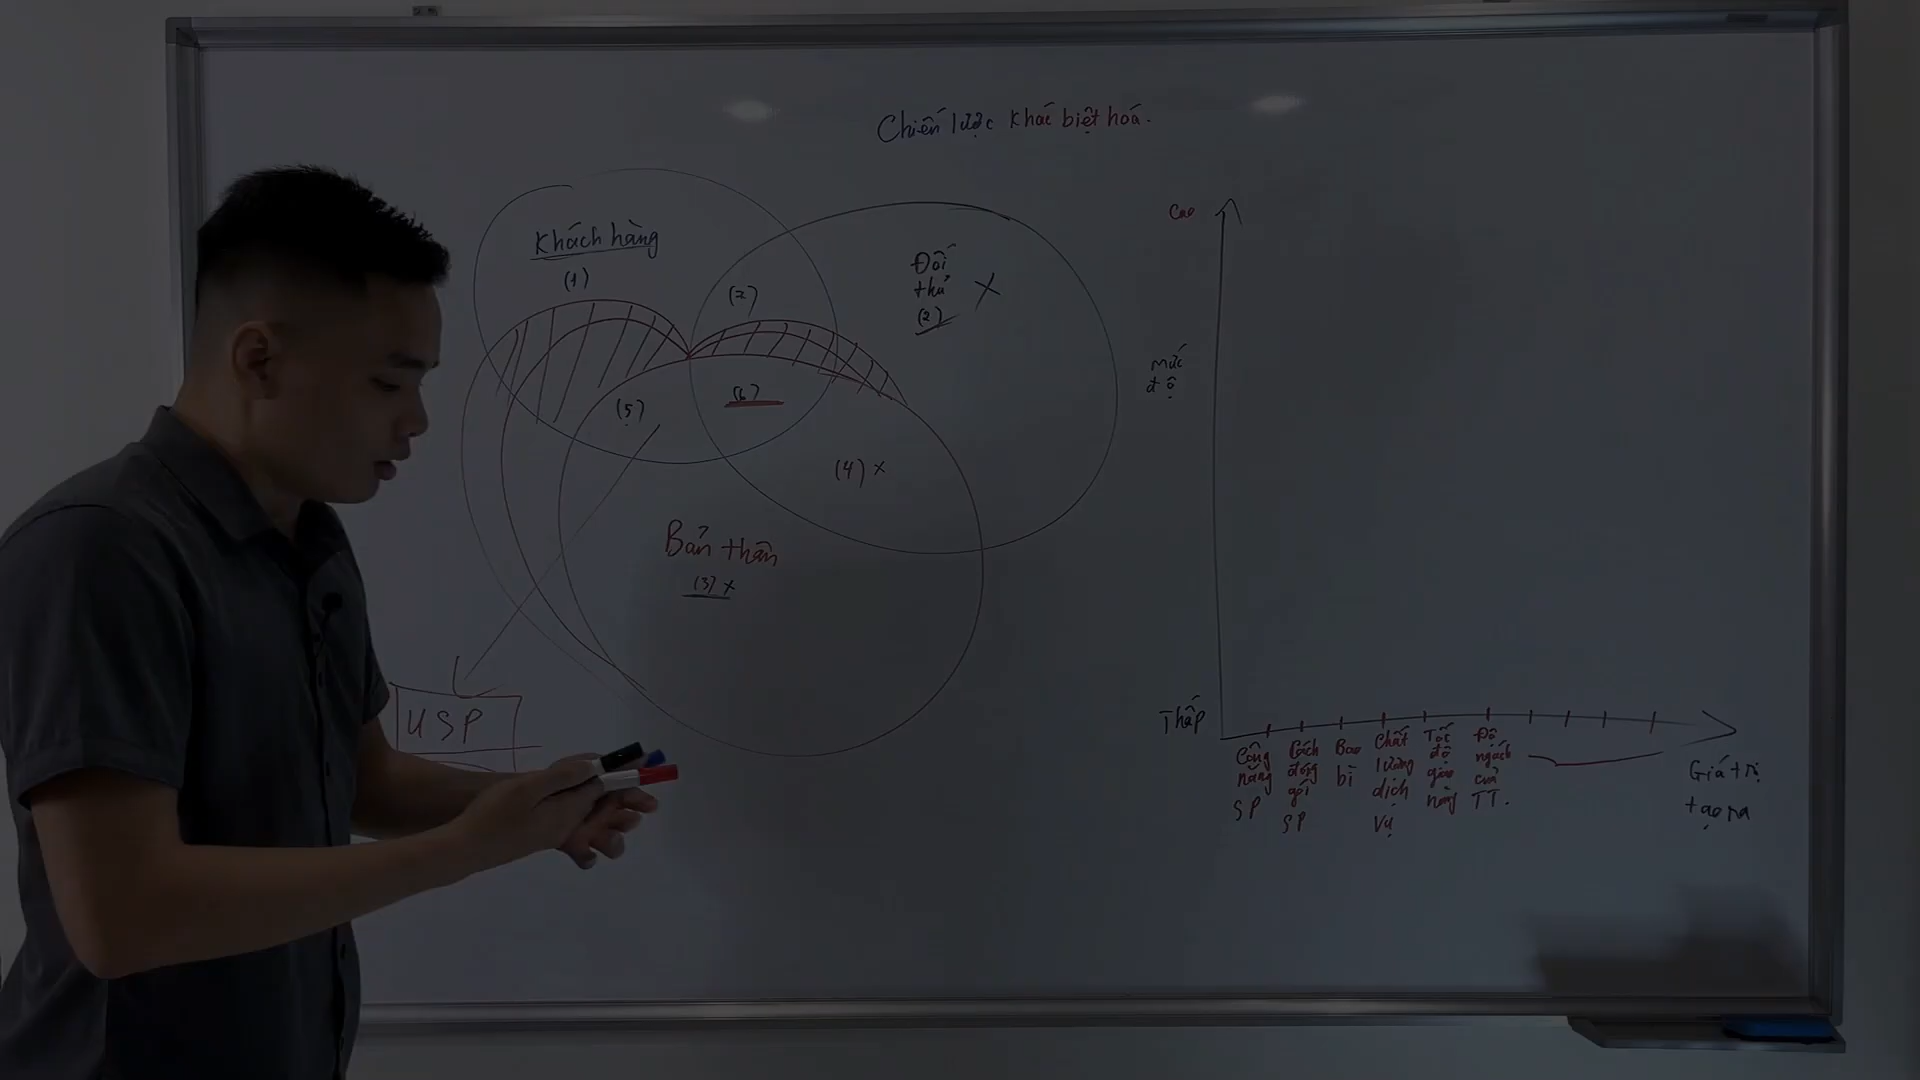 Chiến lược khác biệt hoá.
Khách hàng
(1)
(2)
Đối
thủ X
(2)
(5)
(6)
(4) x
Bản thân
(3) x
USP
Cao
Mức
độ
Thấp
Công
năng
SP
Cách
đóng
gói
SP
Bao
bì
Chất
lượng
dịch
vụ
Tốc
độ
giao
hàng
Độ
ngách
của
TT.
Giá trị
tạo ra